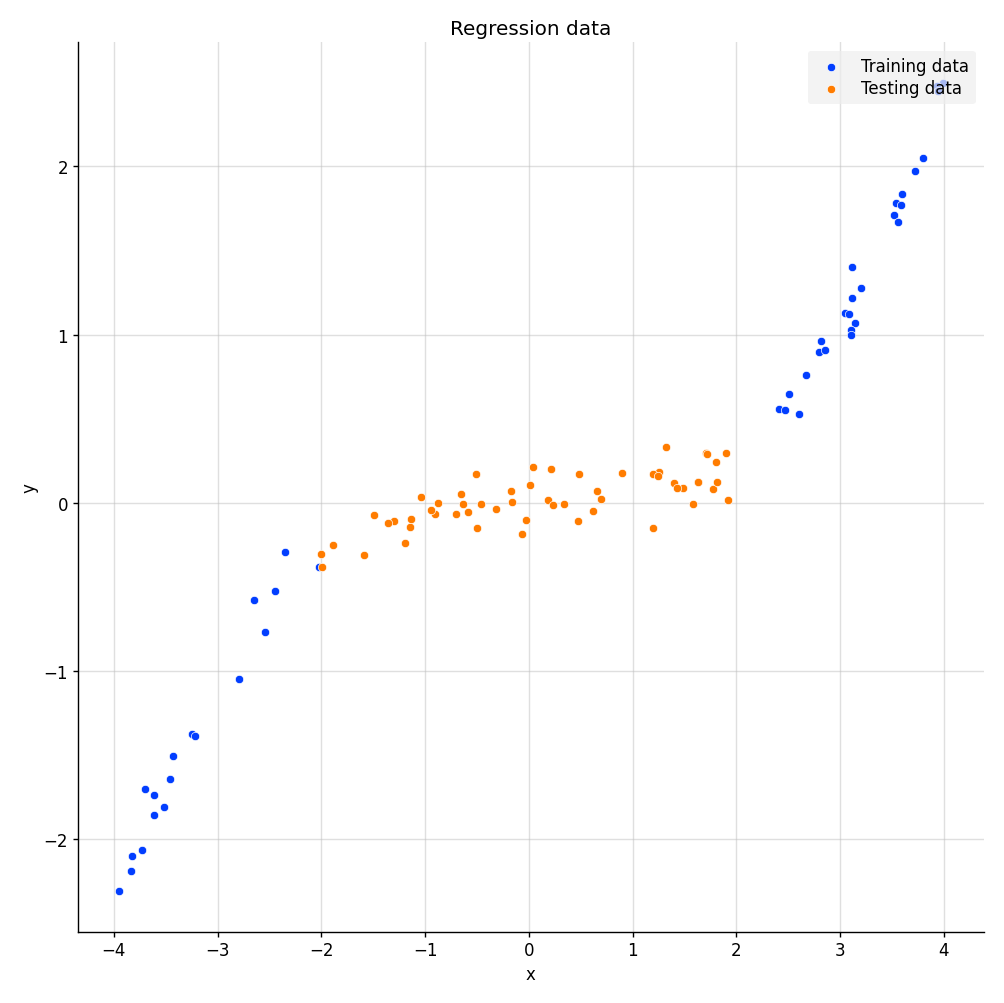 Regression data
Training data
Testing data
2
1
0
−1
−2
y
−4 −3 −2 −1 0 1 2 3 4
x